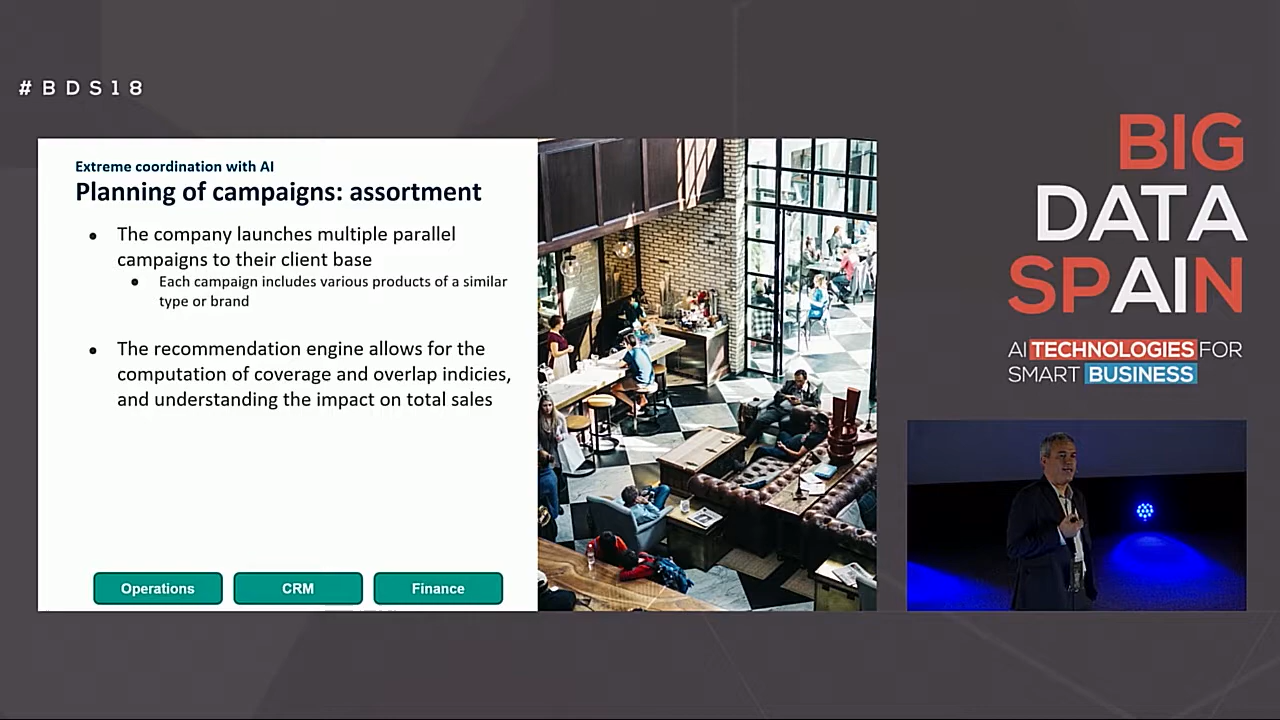 #BDS18
Extreme coordination with AI
Planning of campaigns: assortment
● The company launches multiple parallel
campaigns to their client base
● Each campaign includes various products of a similar
type or brand
● The recommendation engine allows for the
computation of coverage and overlap indicies,
and understanding the impact on total sales
Operations
CRM
Finance
BIG
DATA
SPAIN
AI TECHNOLOGIES FOR
SMART BUSINESS